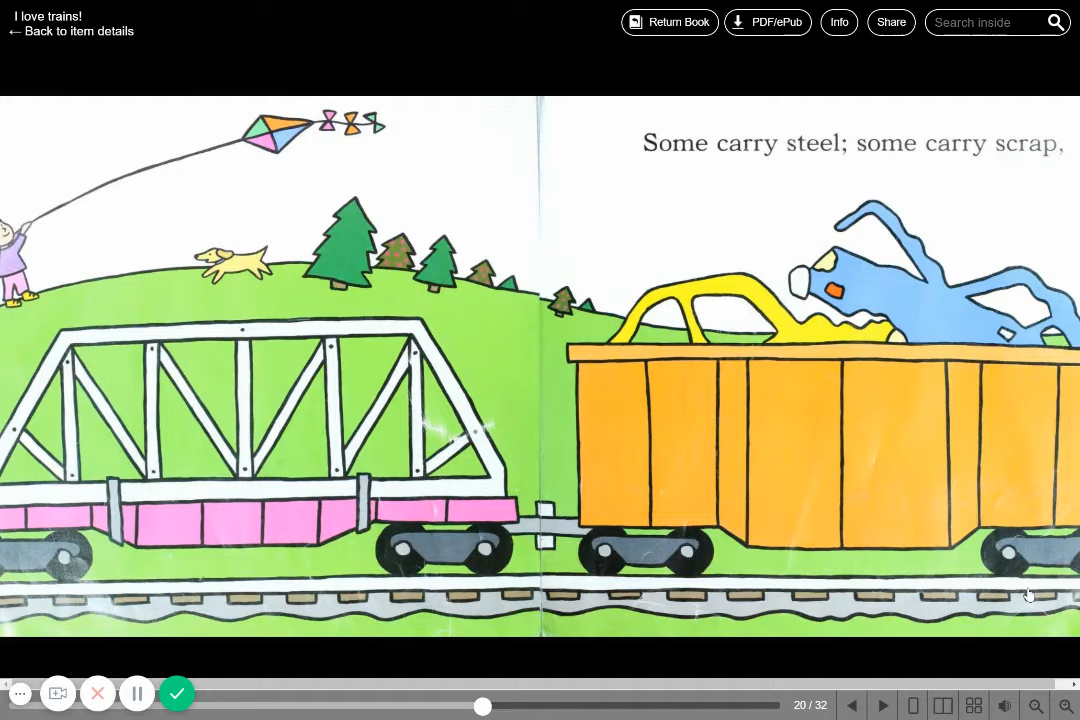 I love trains!
← Back to item details
Return Book
PDF/ePub
Info
Share
Search inside
Some carry steel; some carry scrap,
20 / 32